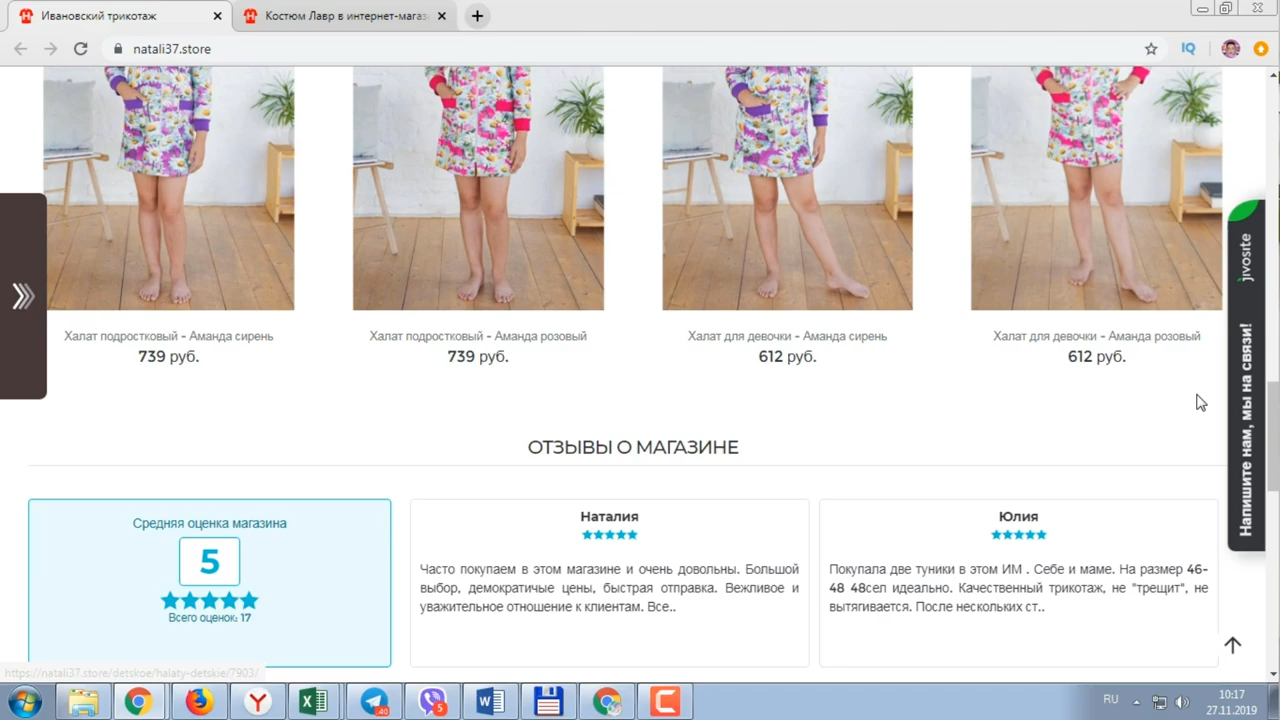 Ивановский трикотаж
Костюм Лавр в интернет-магаз
natali37.store
IQ
Халат подростковый - Аманда сирень
739 руб.
Халат подростковый - Аманда розовый
739 руб.
Халат для девочки - Аманда сирень
612 руб.
Халат для девочки - Аманда розовый
612 руб.
jivosite
Напишите нам, мы на связи!
ОТЗЫВЫ О МАГАЗИНЕ
Средняя оценка магазина
5
Всего оценок: 17
Наталия
Часто покупаем в этом магазине и очень довольны. Большой
выбор, демократичые цены, быстрая отправка. Вежливое и
уважительное отношение к клиентам. Все..
Юлия
Покупала две туники в этом ИМ . Себе и маме. На размер 46-
48 48сел идеально. Качественный трикотаж, не "трещит", не
вытягивается. После нескольких ст..
https://natali37.store/detskoe/halaty-detskie/7903/
40
5
RU
10:17
27.11.2019